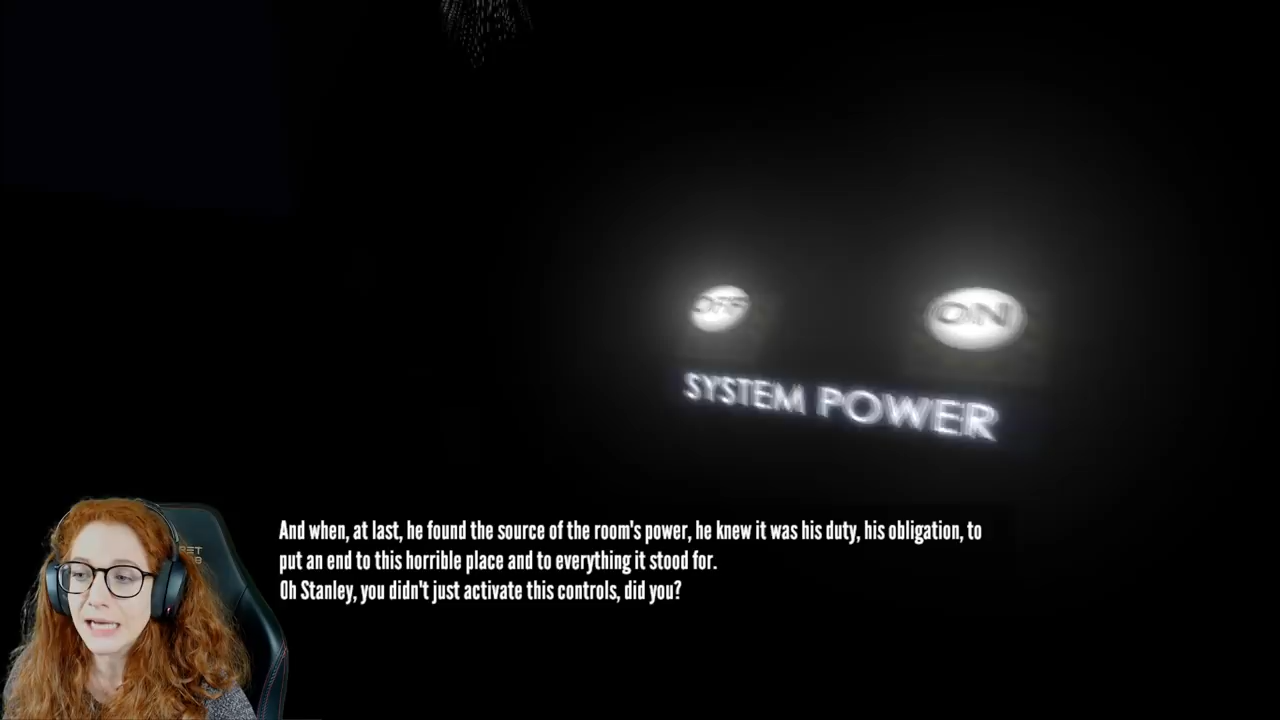 OFF
ON
SYSTEM POWER
And when, at last, he found the source of the room's power, he knew it was his duty, his obligation, to
put an end to this horrible place and to everything it stood for.
Oh Stanley, you didn't just activate this controls, did you?